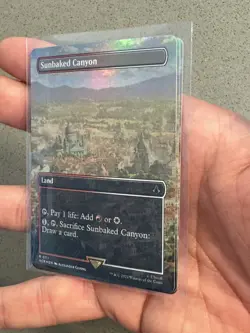 Sunbaked Canyon
Land
, Pay 1 life: Add or .
, , Sacrifice Sunbaked Canyon:
Draw a card.